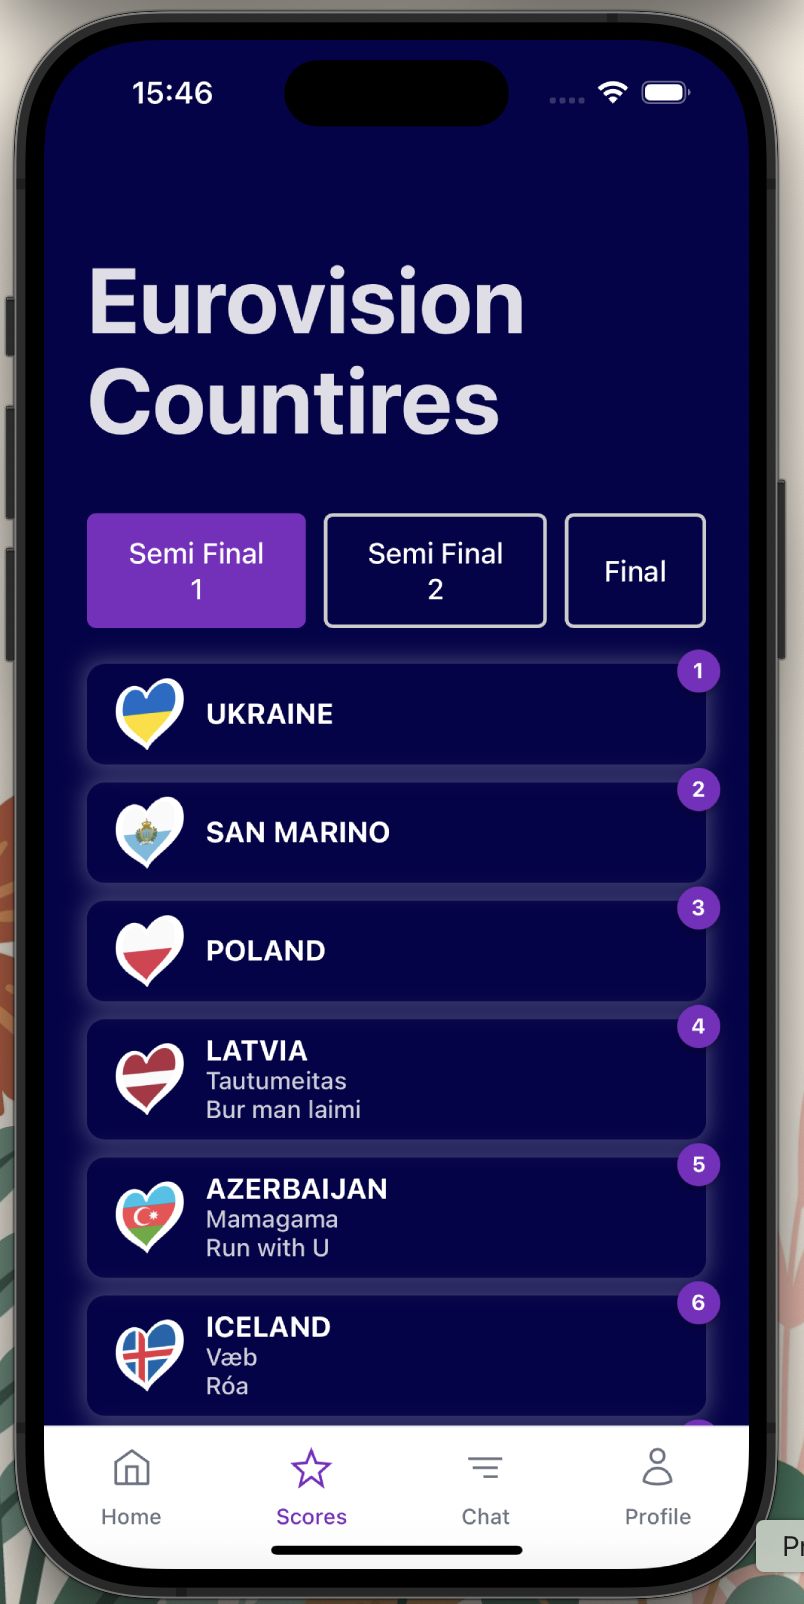 15:46
Eurovision
Countires
Semi Final
1
Semi Final
2
Final
1
UKRAINE
2
SAN MARINO
3
POLAND
4
LATVIA
Tautumeitas
Bur man laimi
5
AZERBAIJAN
Mamagama
Run with U
6
ICELAND
Væb
Róa
Home
Scores
Chat
Profile